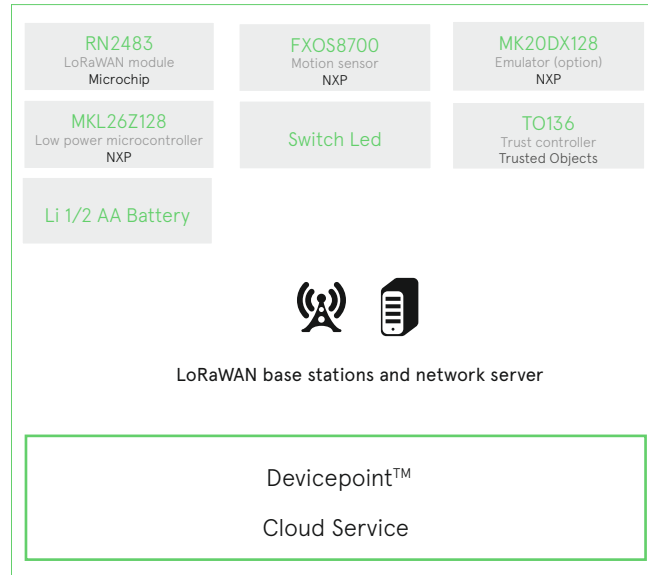 RN2483
LoRaWAN module
Microchip
FXOS8700
Motion sensor
NXP
MK20DX128
Emulator (option)
NXP
MKL26Z128
Low power microcontroller
NXP
Switch Led
TO136
Trust controller
Trusted Objects
Li 1/2 AA Battery
LoRaWAN base stations and network server
Devicepoint™
Cloud Service